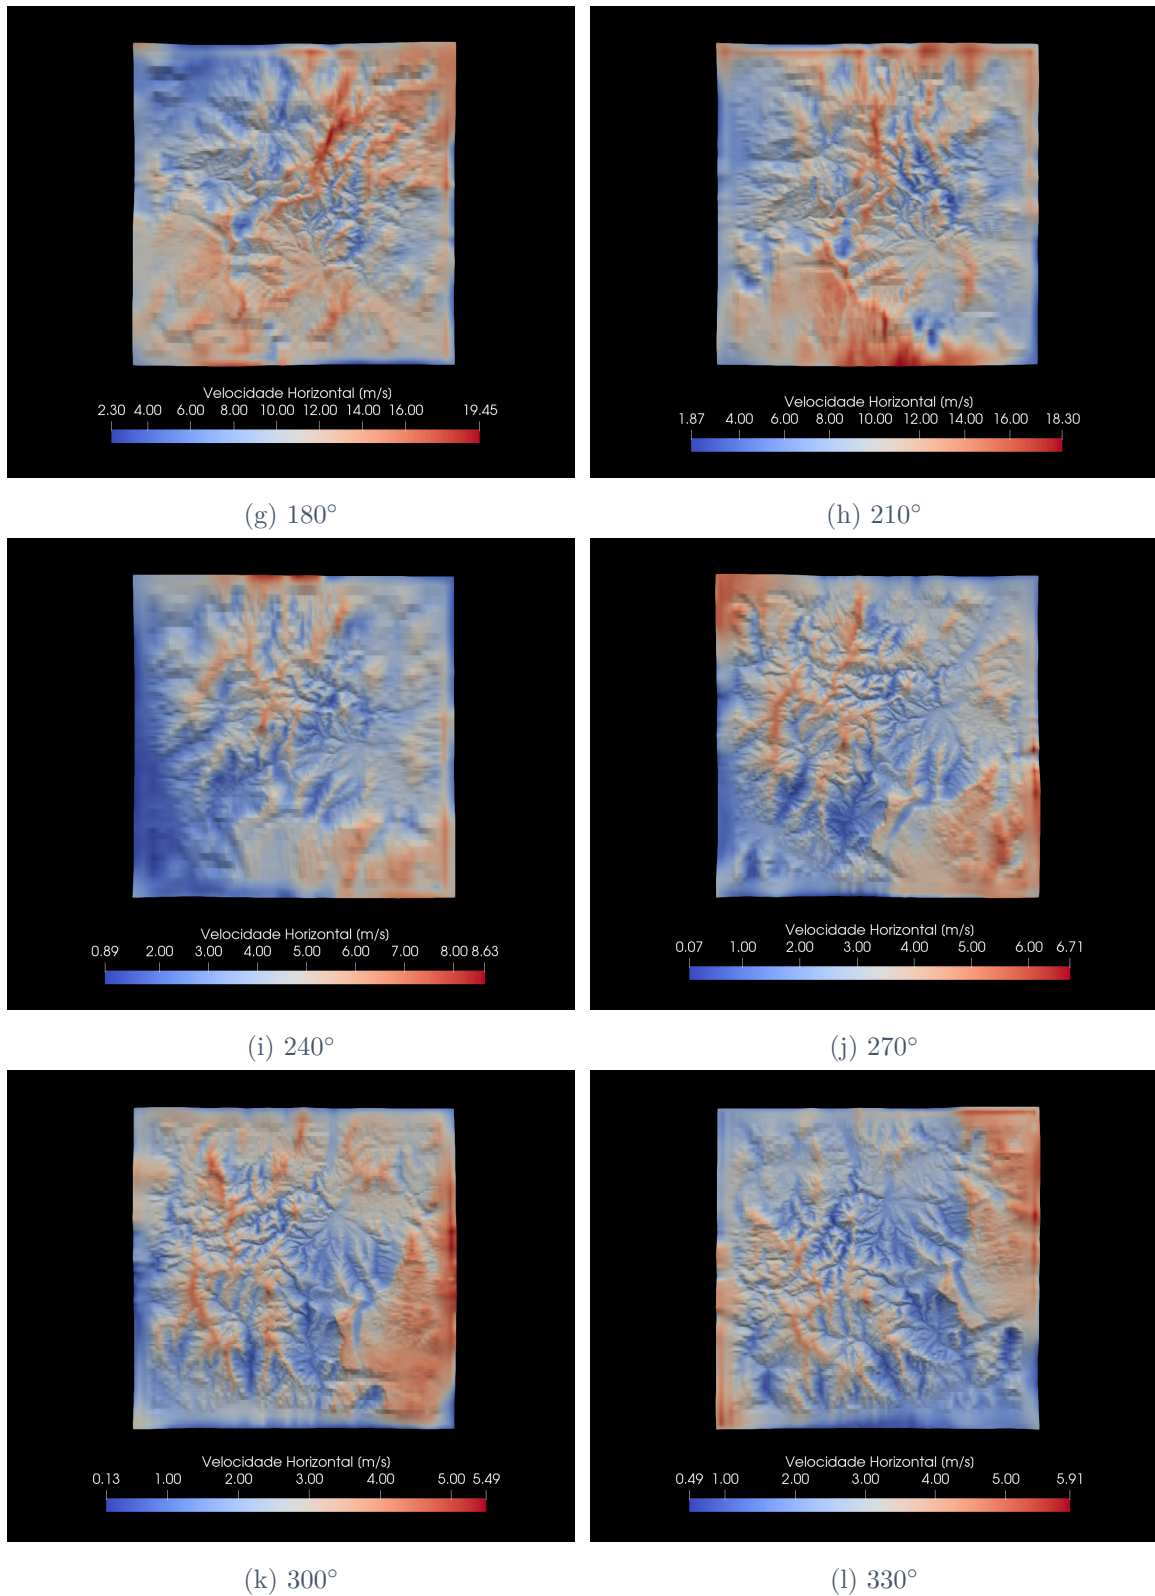 Velocidade Horizontal (m/s)
2.30 4.00 6.00 8.00 10.00 12.00 14.00 16.00 19.45
(g) 180°
Velocidade Horizontal (m/s)
1.87 4.00 6.00 8.00 10.00 12.00 14.00 16.00 18.30
(h) 210°
Velocidade Horizontal (m/s)
0.89 2.00 3.00 4.00 5.00 6.00 7.00 8.00 8.63
(i) 240°
Velocidade Horizontal (m/s)
0.07 1.00 2.00 3.00 4.00 5.00 6.00 6.71
(j) 270°
Velocidade Horizontal (m/s)
0.13 1.00 2.00 3.00 4.00 5.00 5.49
(k) 300°
Velocidade Horizontal (m/s)
0.49 1.00 2.00 3.00 4.00 5.00 5.91
(l) 330°